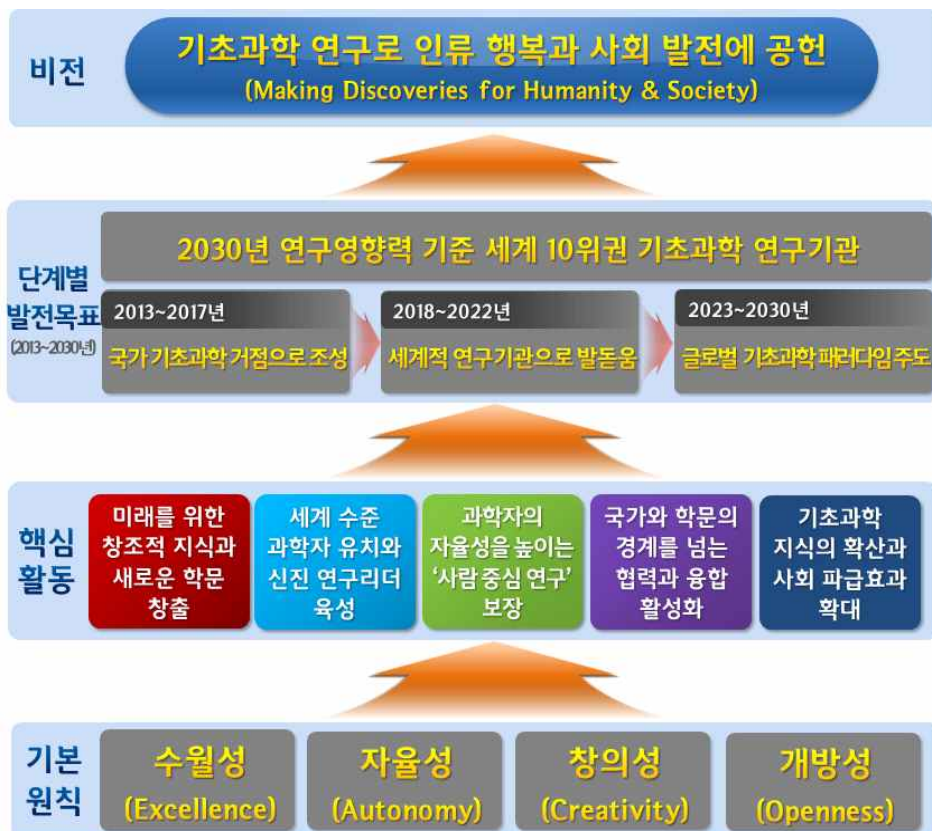 비전
기초과학 연구로 인류 행복과 사회 발전에 공헌
(Making Discoveries for Humanity & Society)
단계별
발전목표
(2013~2030년)
2030년 연구영향력 기준 세계 10위권 기초과학 연구기관
2013~2017년
국가 기초과학 거점으로 조성
2018~2022년
세계적 연구기관으로 발돋움
2023~2030년
글로벌 기초과학 패러다임 주도
핵심
활동
미래를 위한
창조적 지식과
새로운 학문
창출
세계 수준
과학자 유치와
신진 연구리더
육성
과학자의
자율성을 높이는
‘사람 중심 연구’
보장
국가와 학문의
경계를 넘는
협력과 융합
활성화
기초과학
지식의 확산과
사회 파급효과
확대
기본
원칙
수월성
(Excellence)
자율성
(Autonomy)
창의성
(Creativity)
개방성
(Openness)